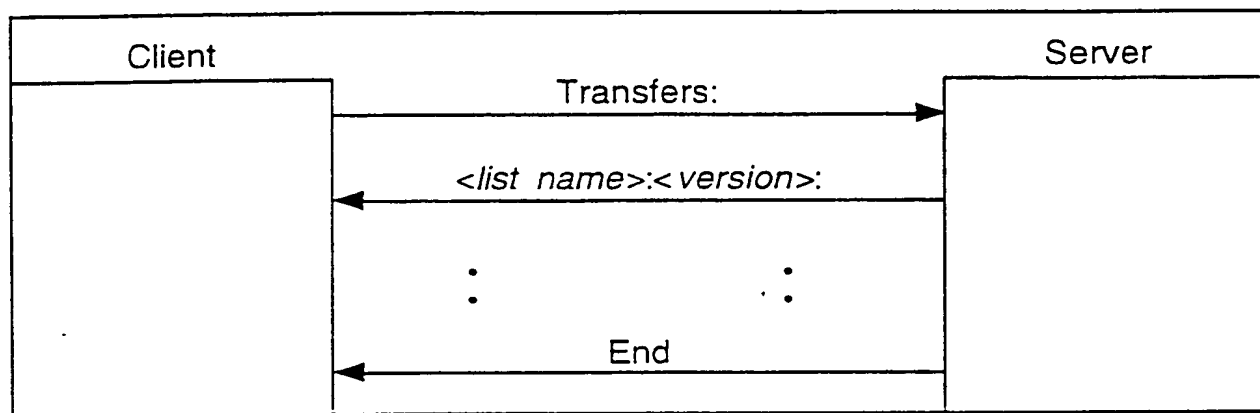 Client
Server
Transfers:
<list name>:<version>:
: :
End